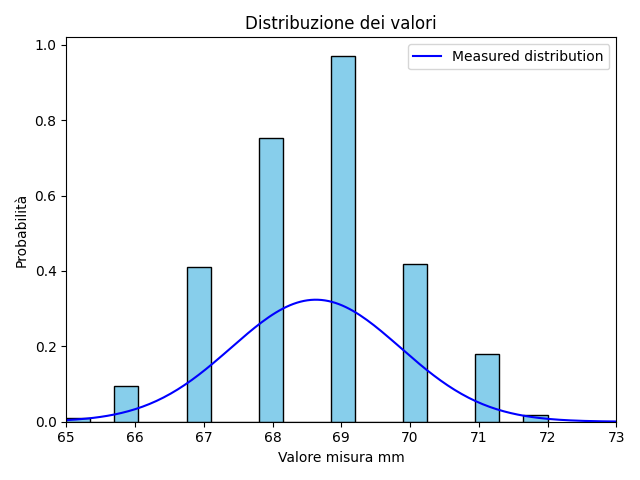 Distribuzione dei valori
Measured distribution
Probabilità
1.0
0.8
0.6
0.4
0.2
0.0
65 66 67 68 69 70 71 72 73
Valore misura mm